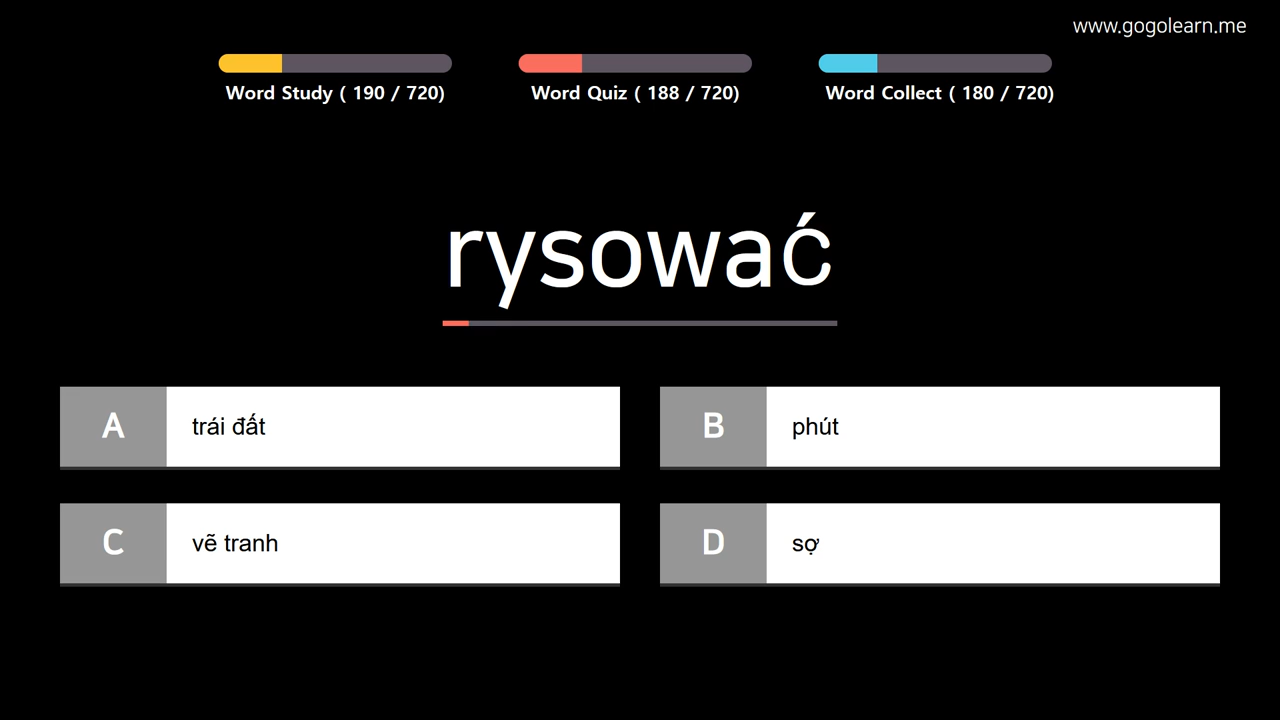 www.gogolearn.me
Word Study ( 190 / 720)
Word Quiz ( 188 / 720)
Word Collect ( 180 / 720)
rysować
A trái đất
B phút
C vẽ tranh
D sợ